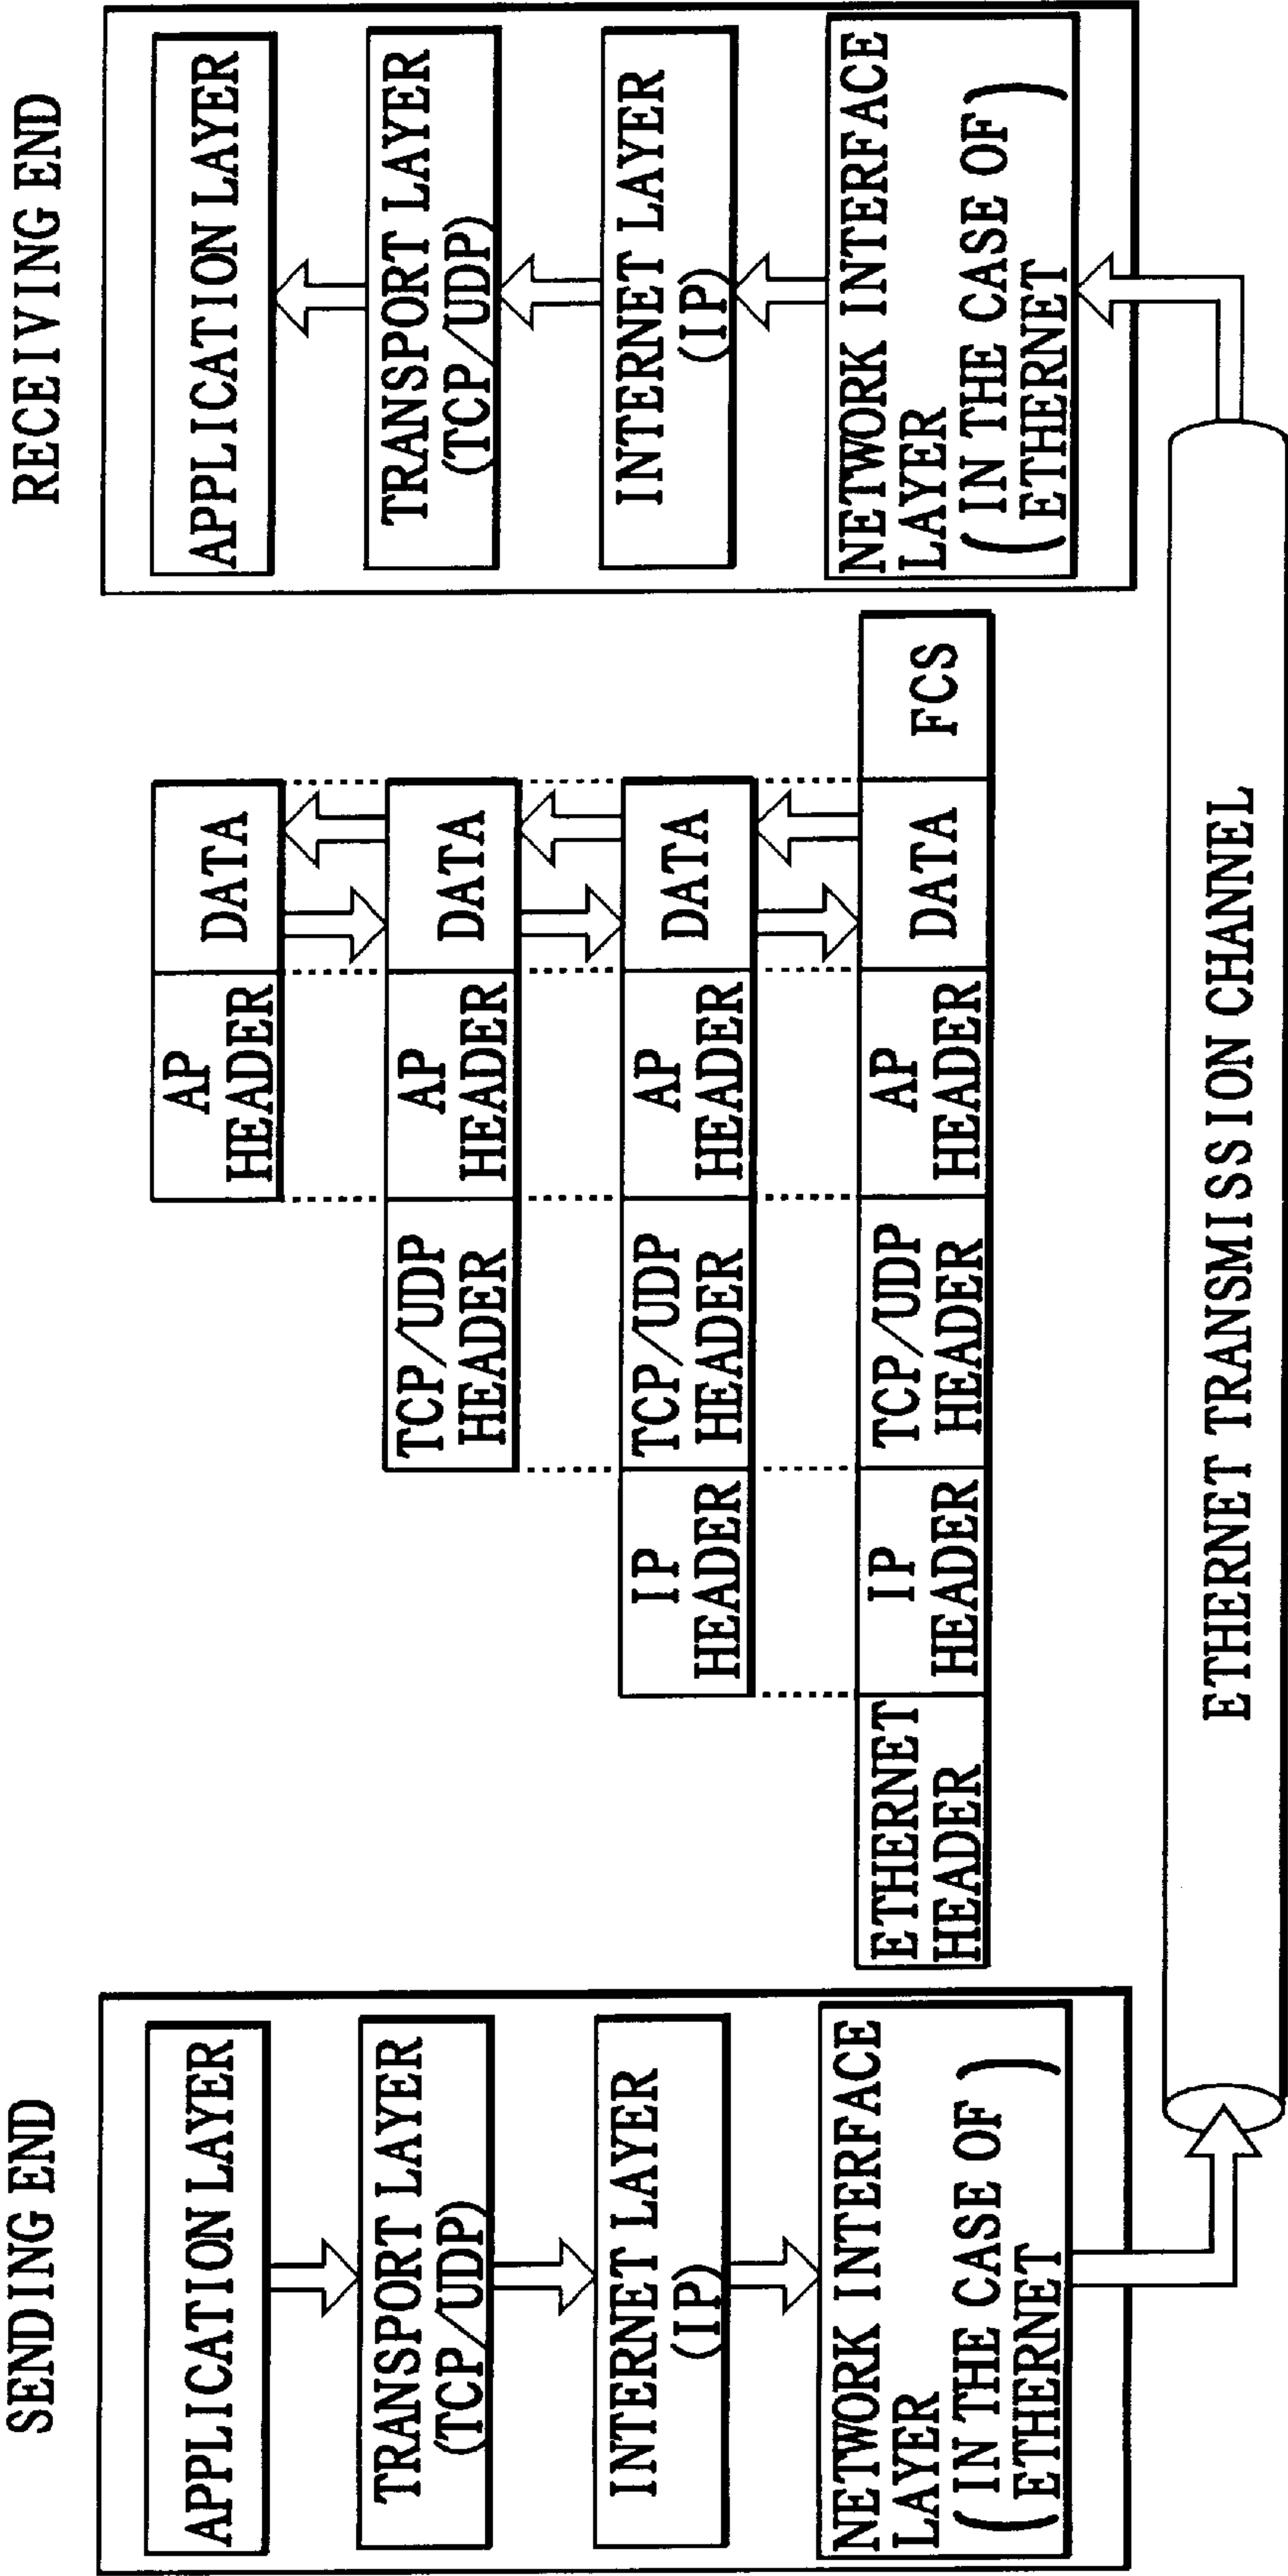 SENDING END
APPLICATION LAYER
TRANSPORT LAYER
(TCP/UDP)
INTERNET LAYER
(IP)
NETWORK INTERFACE
LAYER
(IN THE CASE OF)
(ETHERNET
AP
HEADER
DATA
TCP/UDP
HEADER
AP
HEADER
DATA
IP
HEADER
TCP/UDP
HEADER
AP
HEADER
DATA
ETHERNET
HEADER
IP
HEADER
TCP/UDP
HEADER
AP
HEADER
DATA
FCS
RECEIVING END
APPLICATION LAYER
TRANSPORT LAYER
(TCP/UDP)
INTERNET LAYER
(IP)
NETWORK INTERFACE
LAYER
(IN THE CASE OF)
(ETHERNET
ETHERNET TRANSMISSION CHANNEL